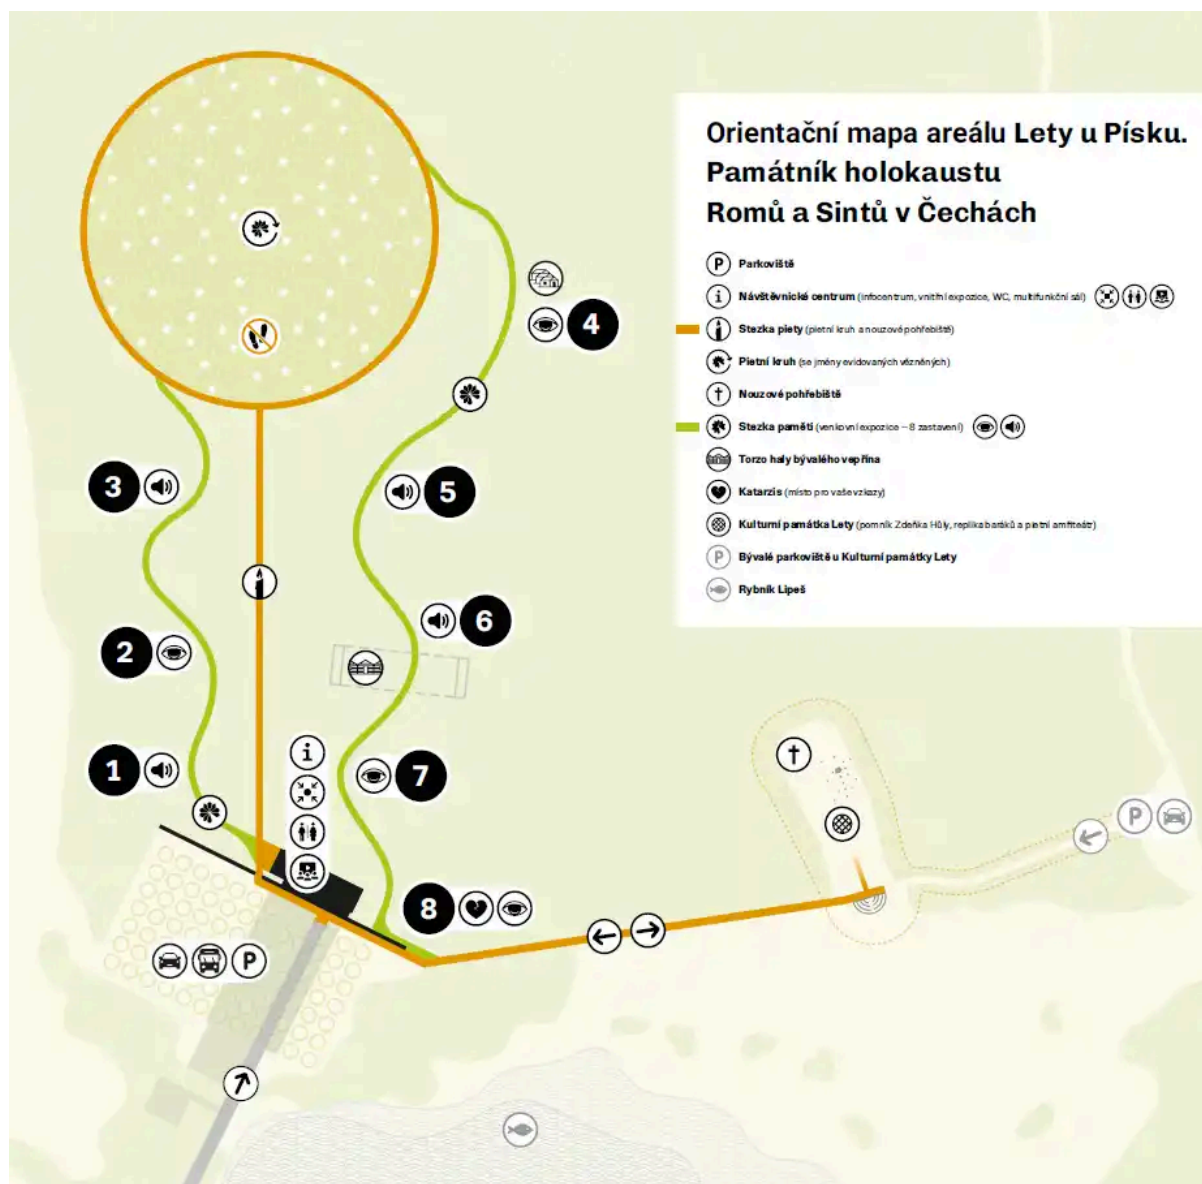 Orientační mapa areálu Lety u Písku.
Památník holokaustu
Romů a Sintů v Čechách
P Parkoviště
i Návštěvnické centrum (infocentrum, vnitřní expozice, WC, multifunkční sál)
Stezka piety (pietní kruh a nouzové pohřebiště)
Pietní kruh (se jmény evidovaných vězněných)
Nouzové pohřebiště
Stezka paměti (venkovní expozice – 8 zastavení)
Torzo haly bývalého vepřína
Katarzis (místo pro vaše vzkazy)
Kulturní památka Lety (pomník Zdeňka Hůly, replika baráků a pietní amfiteátr)
P Bývalé parkoviště u Kulturní památky Lety
Rybník Lipeš
4
3
5
6
2
i
1
7
P
8
P